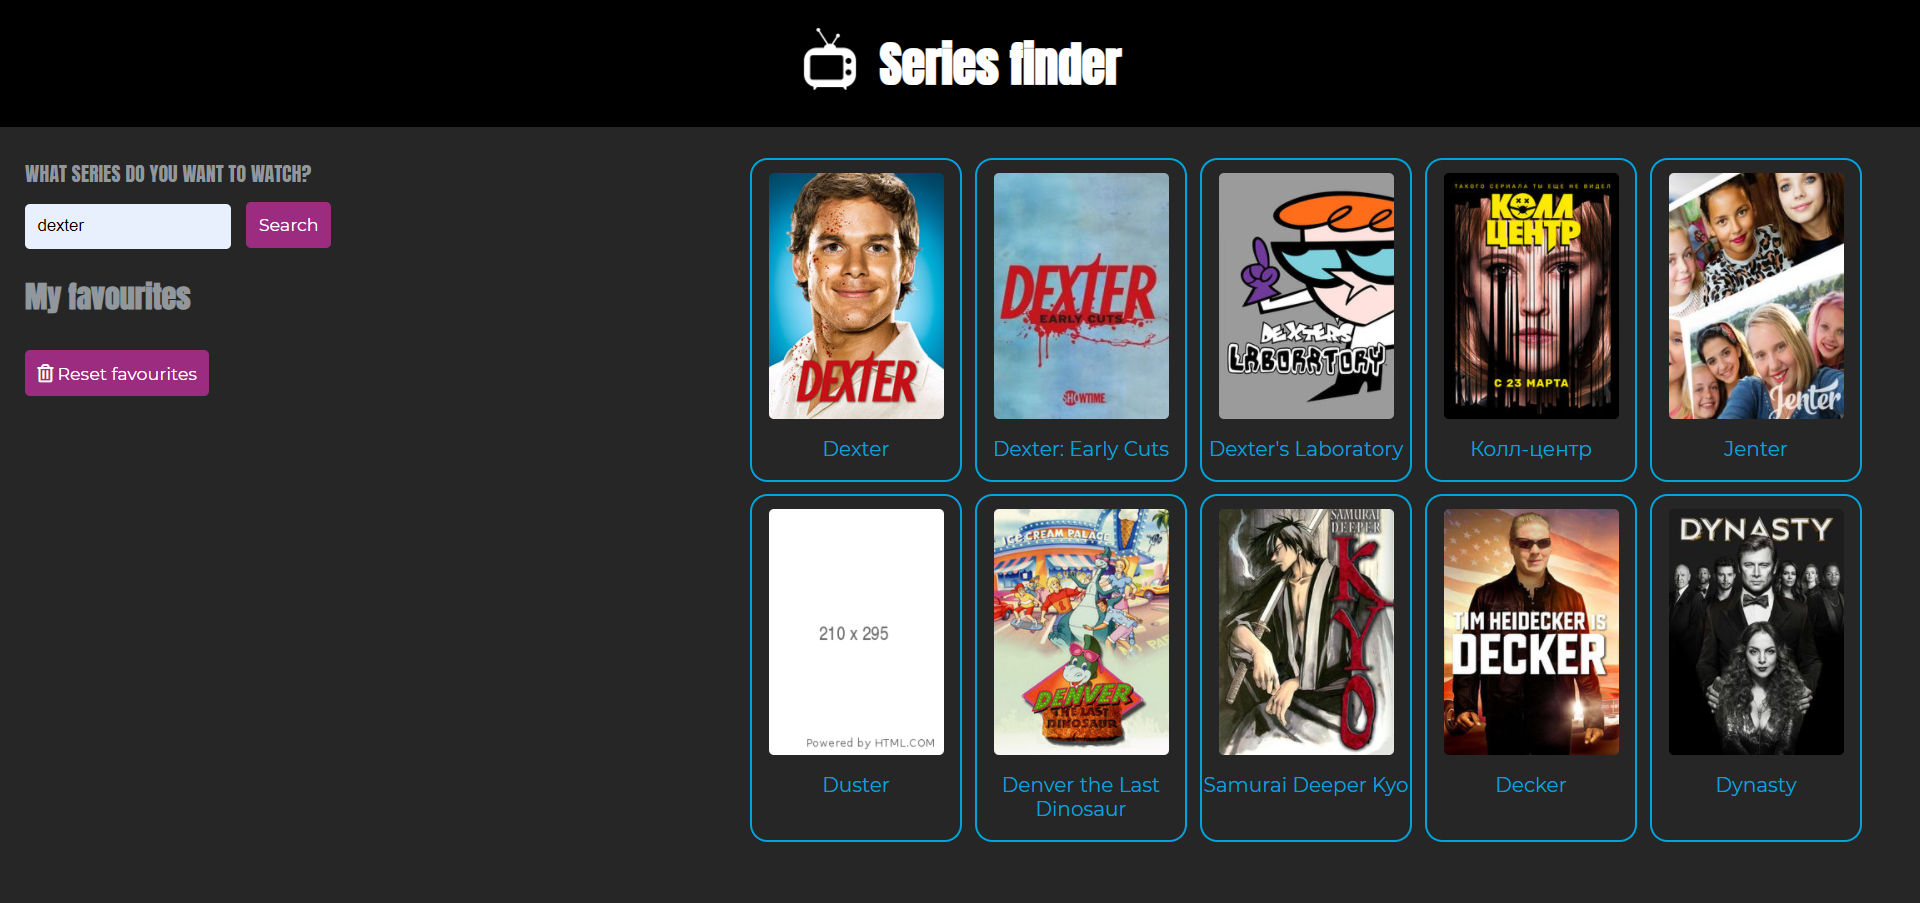 Series finder
WHAT SERIES DO YOU WANT TO WATCH?
dexter
Search
My favourites
Reset favourites
DEXTER
Dexter
DEXTER
EARLY CUTS
SHOWTIME
Dexter: Early Cuts
DEXTER'S
LABORATORY
Dexter's Laboratory
ТАКОГО СЕРИАЛА ТЫ ЕЩЕ НЕ ВИДЕЛ
КОЛЛ
ЦЕНТР
С 23 МАРТА
Колл-центр
Jenter
Jenter
210 x 295
Powered by HTML.COM
Duster
ICE CREAM PALACE
DENVER
THE LAST
DINOSAUR
Denver the Last
Dinosaur
SAMURAI
DEEPER
KYO
Samurai Deeper Kyo
TIM HEIDECKER IS
DECKER
Decker
DYNASTY
Dynasty